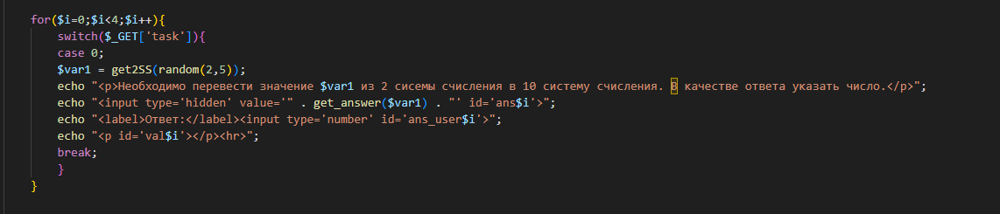 for($i=0;$i<4;$i++){
switch($_GET['task']){
case 0;
$var1 = get2SS(random(2,5));
echo "<p>Необходимо перевести значение $var1 из 2 сисемы счисления в 10 систему счисления. В качестве ответа указать число.</p>";
echo "<input type='hidden' value='" . get_answer($var1) . "' id='ans$i'>";
echo "<label>Ответ:</label><input type='number' id='ans_user$i'>";
echo "<p id='val$i'></p><hr>";
break;
}
}